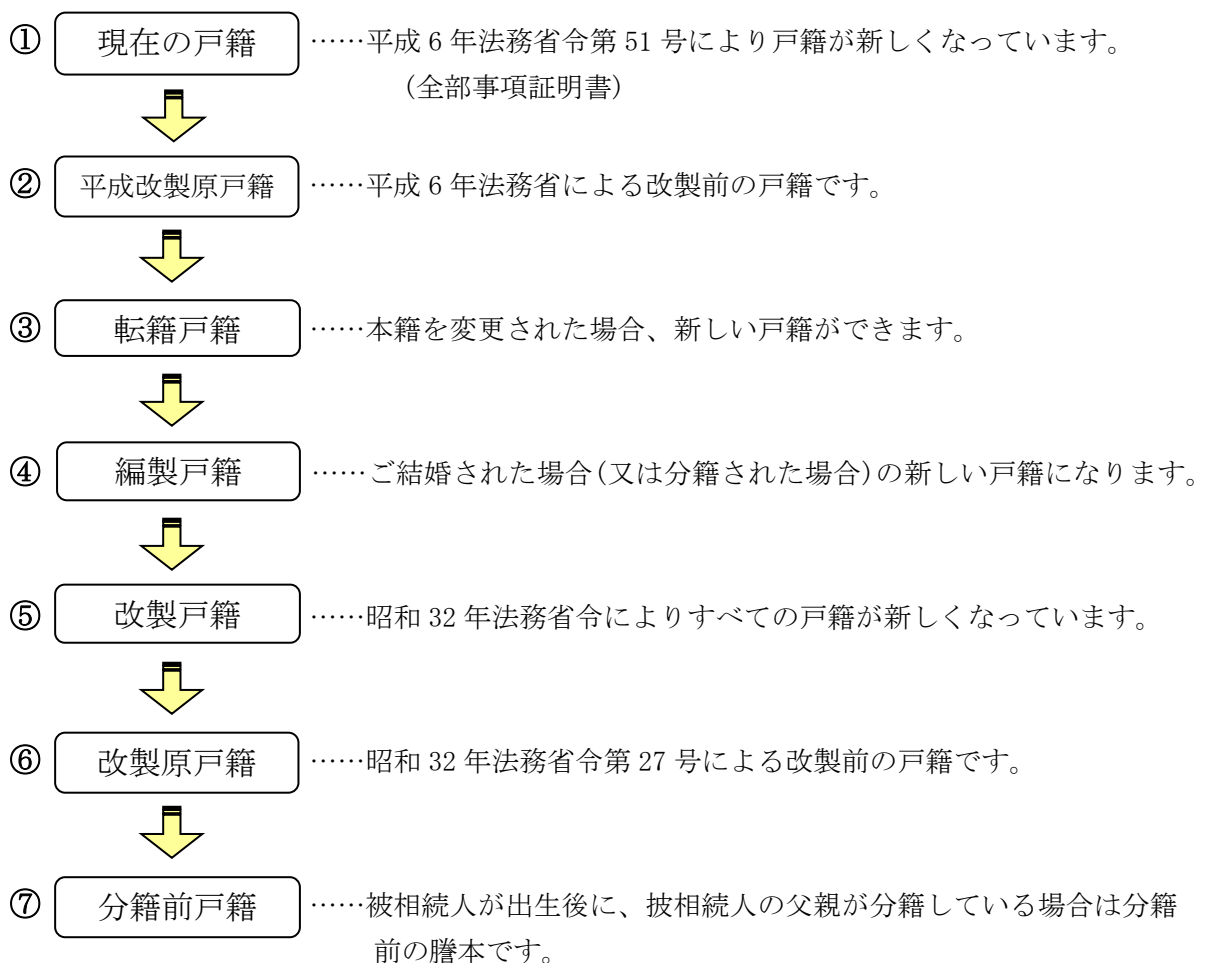 ① 現在の戸籍 ……平成 6 年法務省令第 51 号により戸籍が新しくなっています。
(全部事項証明書)
② 平成改製原戸籍 ……平成 6 年法務省による改製前の戸籍です。
③ 転籍戸籍 ……本籍を変更された場合、新しい戸籍ができます。
④ 編製戸籍 ……ご結婚された場合(又は分籍された場合)の新しい戸籍になります。
⑤ 改製戸籍 ……昭和 32 年法務省令によりすべての戸籍が新しくなっています。
⑥ 改製原戸籍 ……昭和 32 年法務省令第 27 号による改製前の戸籍です。
⑦ 分籍前戸籍 ……被相続人が出生後に、披相続人の父親が分籍している場合は分籍
前の謄本です。